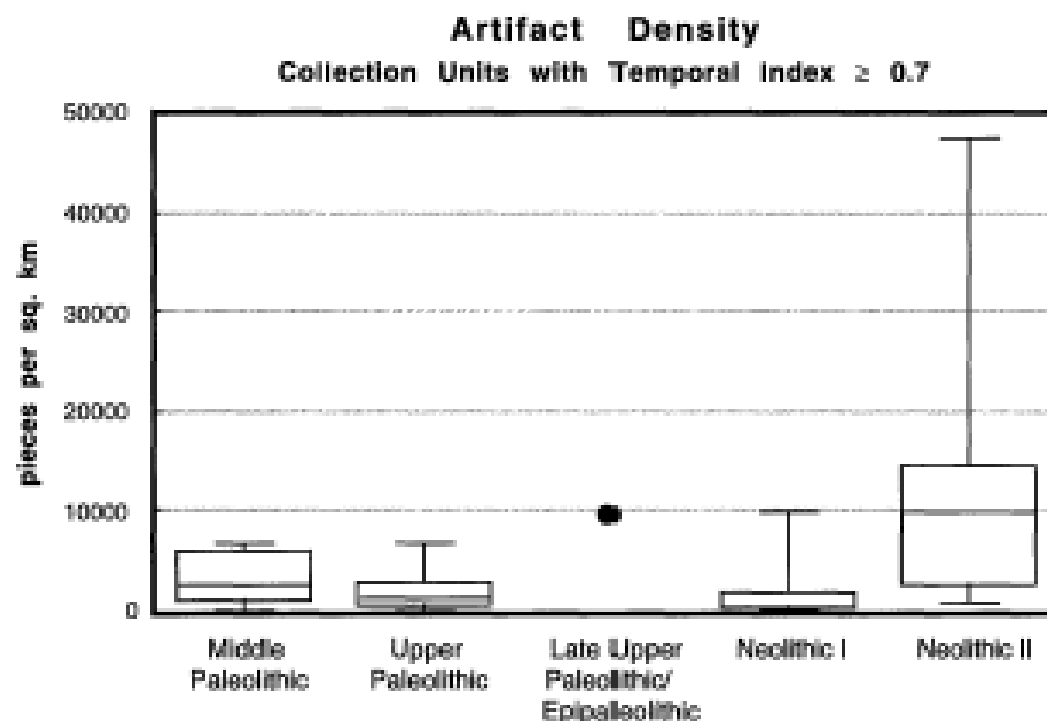 Artifact Density
Collection Units with Temporal Index ≥ 0.7
pieces per sq. km
50000
40000
30000
20000
10000
0
Middle
Paleolithic
Upper
Paleolithic
Late Upper
Paleolithic/
Epipalleolithic
Neolithic I
Neolithic II